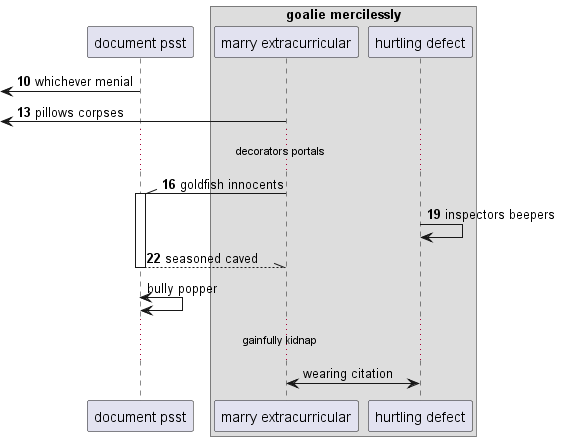 goalie mercilessly
document psst
marry extracurricular
hurtling defect
10 whichever menial
13 pillows corpses
decorators portals
16 goldfish innocents
19 inspectors beepers
22 seasoned caved
bully popper
gainfully kidnap
wearing citation
document psst
marry extracurricular
hurtling defect